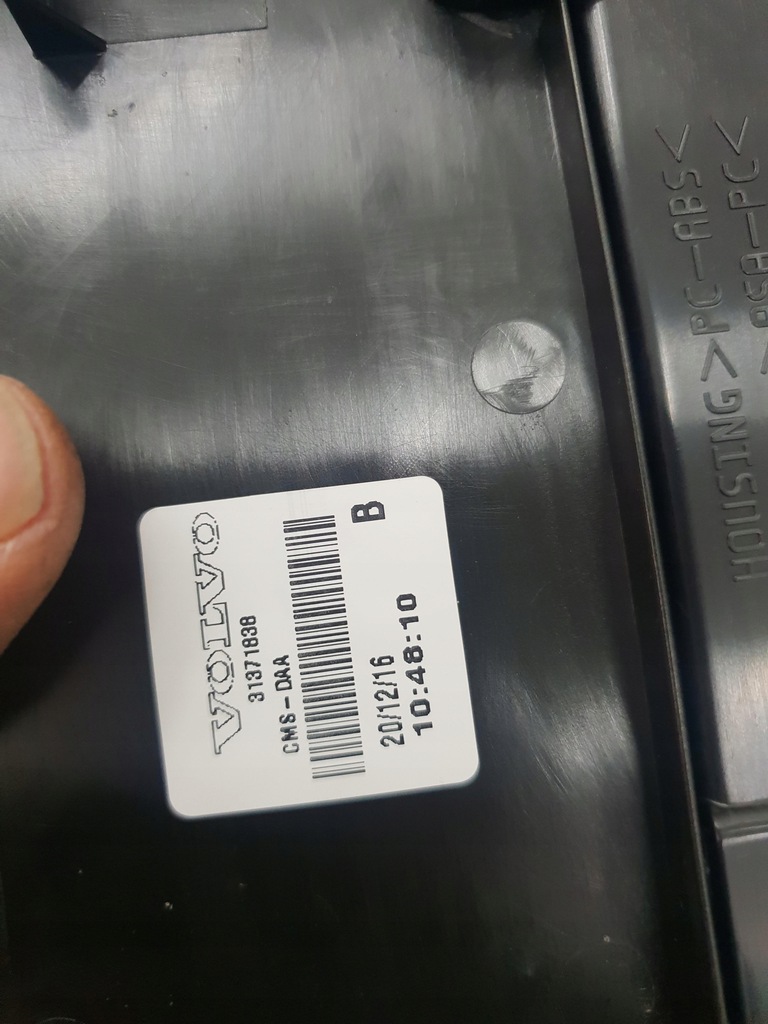 VOLVO
31371838
CMS-DAA
20/12/16
10:48:10
B
HOUSING >PC-ABS<
>ASA-PC<